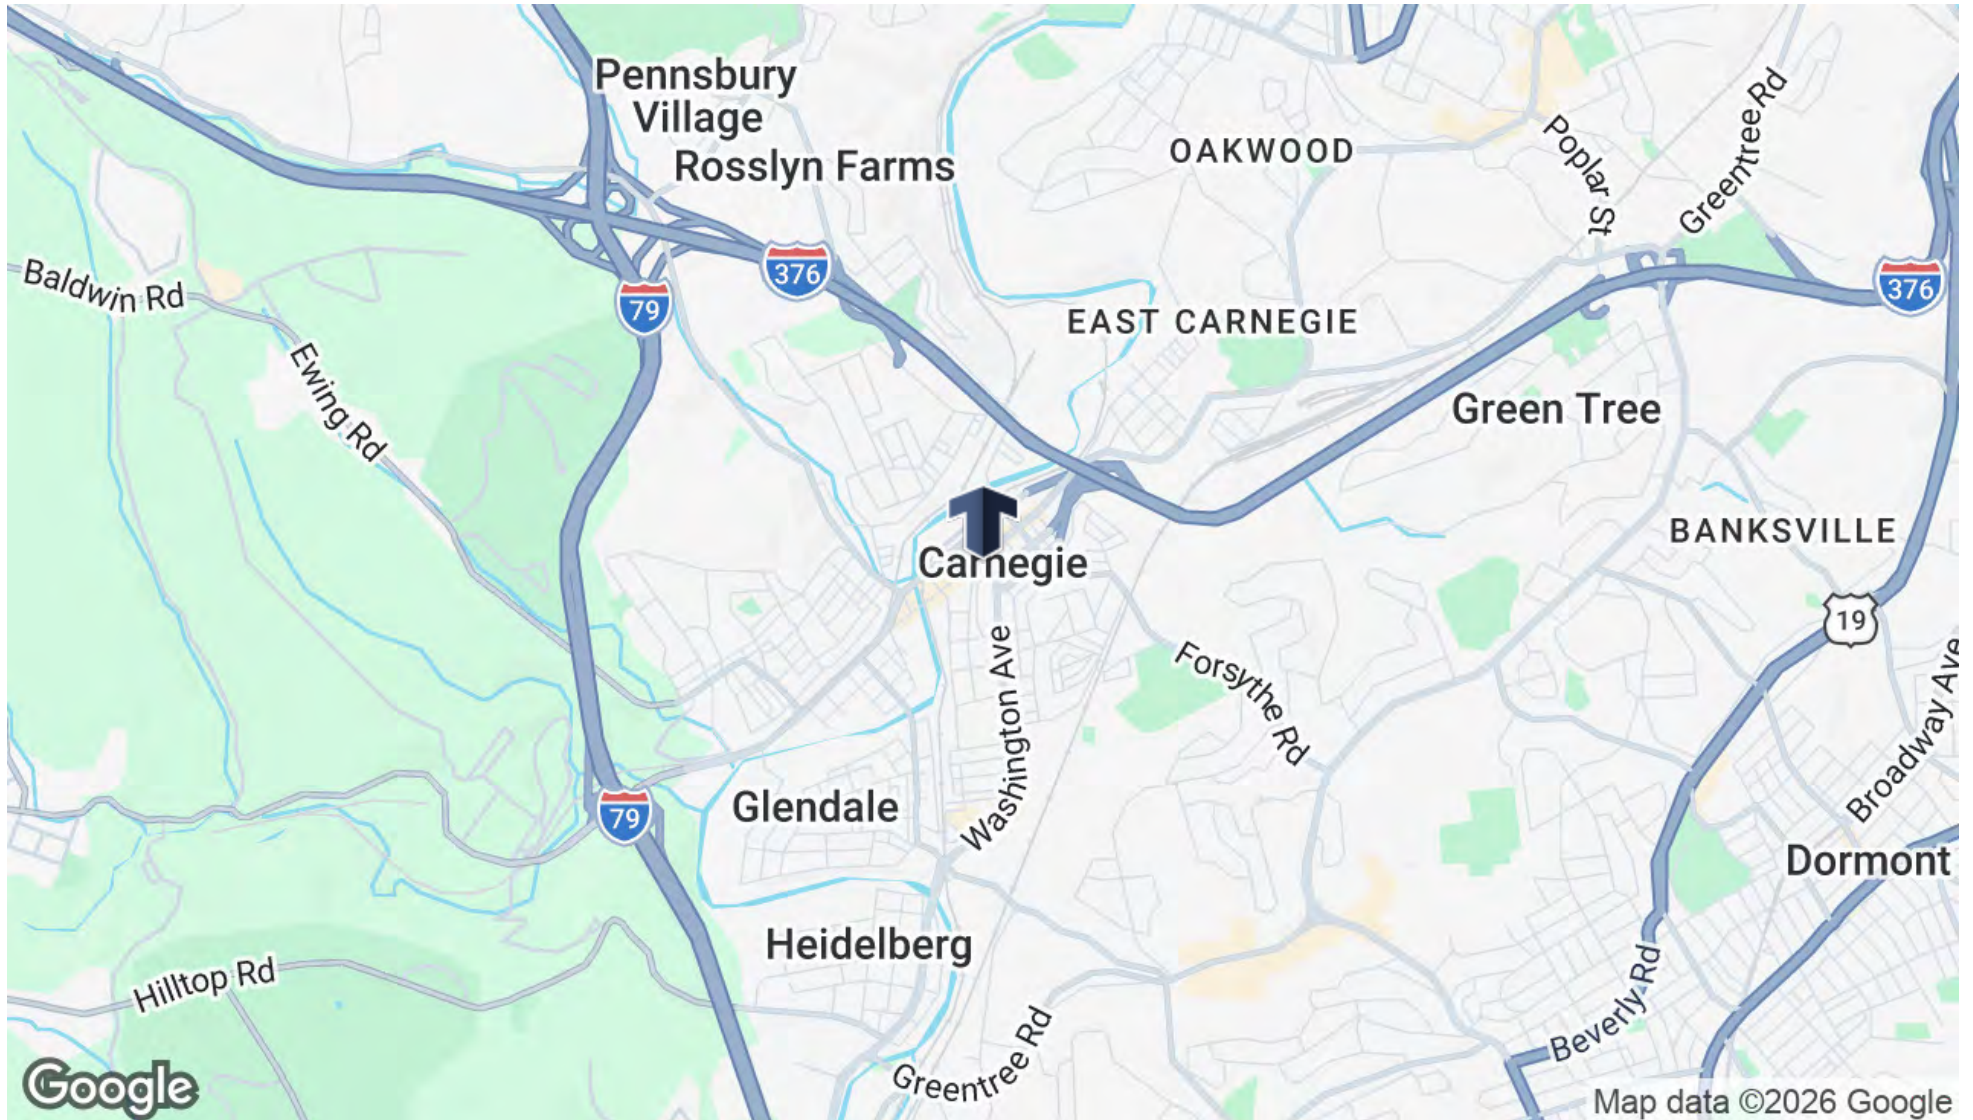 Pennsbury
Village
Rosslyn Farms
OAKWOOD
Poplar St
Greentree Rd
Baldwin Rd
376
79
376
EAST CARNEGIE
Ewing Rd
Green Tree
BANKSVILLE
Carnegie
19
Washington Ave
Forsythe Rd
Broadway Ave
79
Glendale
Dormont
Heidelberg
Hilltop Rd
Beverly Rd
Greentree Rd
Google
Map data ©2026 Google